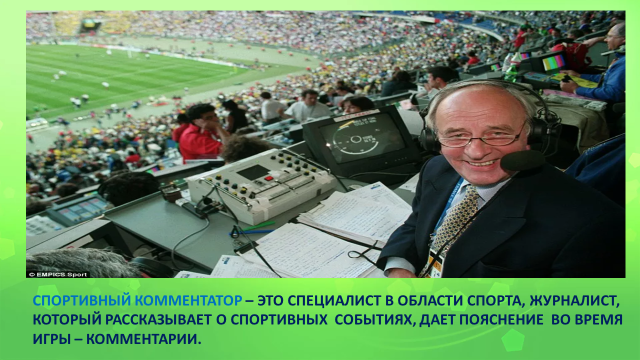 © EMPICS Sport
СПОРТИВНЫЙ КОММЕНТАТОР – ЭТО СПЕЦИАЛИСТ В ОБЛАСТИ СПОРТА, ЖУРНАЛИСТ,
КОТОРЫЙ РАССКАЗЫВАЕТ О СПОРТИВНЫХ СОБЫТИЯХ, ДАЕТ ПОЯСНЕНИЕ ВО ВРЕМЯ
ИГРЫ – КОММЕНТАРИИ.